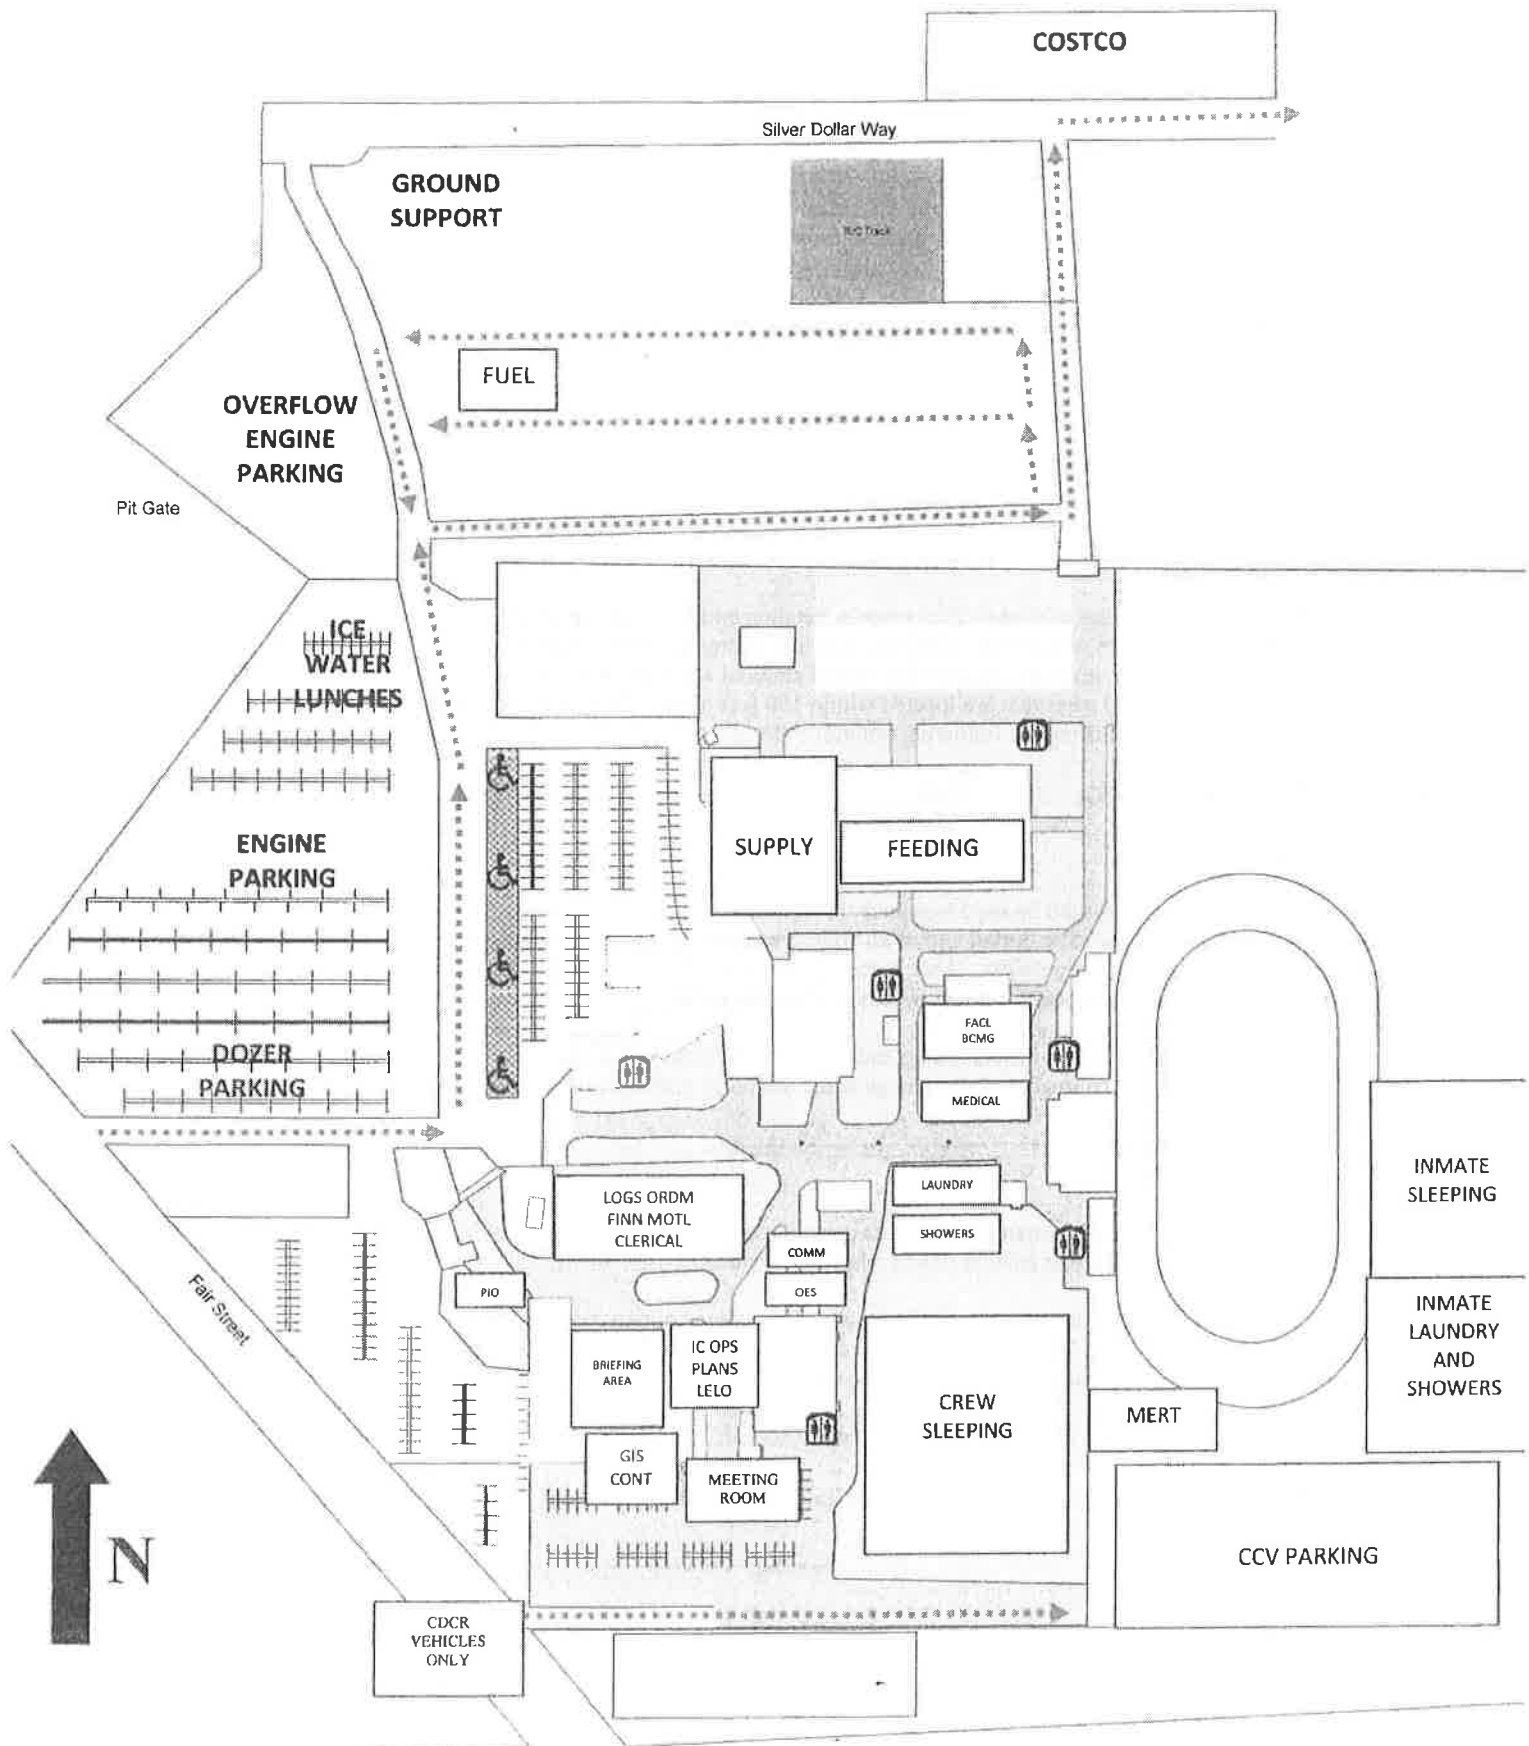 COSTCO
Silver Dollar Way
GROUND
SUPPORT
R/C Track
FUEL
OVERFLOW
ENGINE
PARKING
Pit Gate
ICE
WATER
LUNCHES
ENGINE
PARKING
SUPPLY
FEEDING
FACL
BCMG
DOZER
PARKING
MEDICAL
INMATE
SLEEPING
LAUNDRY
LOGS ORDM
FINN MOTL
CLERICAL
SHOWERS
COMM
OES
PIO
Fair Street
INMATE
LAUNDRY
AND
SHOWERS
BRIEFING
AREA
IC OPS
PLANS
LELO
CREW
SLEEPING
MERT
GIS
CONT
MEETING
ROOM
N
CCV PARKING
CDCR
VEHICLES
ONLY